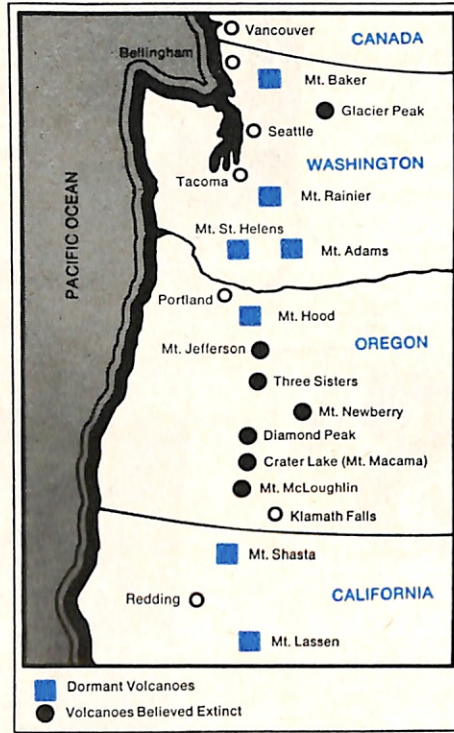 Vancouver
CANADA
Bellingham
Mt. Baker
Glacier Peak
Seattle
WASHINGTON
Tacoma
Mt. Rainier
PACIFIC OCEAN
Mt. St. Helens
Mt. Adams
Portland
Mt. Hood
OREGON
Mt. Jefferson
Three Sisters
Mt. Newberry
Diamond Peak
Crater Lake (Mt. Macama)
Mt. McLoughlin
Klamath Falls
Mt. Shasta
Redding
CALIFORNIA
Mt. Lassen
Dormant Volcanoes
Volcanoes Believed Extinct